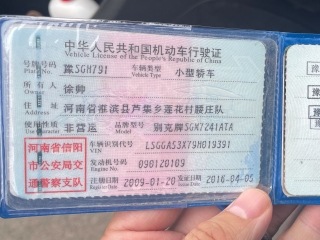 中华人民共和国机动车行驶证
Vehicle License of the People's Republic of China
号牌号码 豫SGH791 车辆类型 小型轿车
Plate No. Vehicle Type
所有人 徐帅
Owner
住址 河南省淮滨县芦集乡莲花村腰庄队
Address
使用性质 非营运 品牌型号 别克牌SGM7241ATA
Use Character Model
河南省信阳市公安局交通警察支队
车辆识别代号 LSGGA53X79H019391
VIN
发动机号码 090120109
Engine No.
注册日期 2009-01-20 发证日期 2016-04-05
Register Date Issue Date
豫